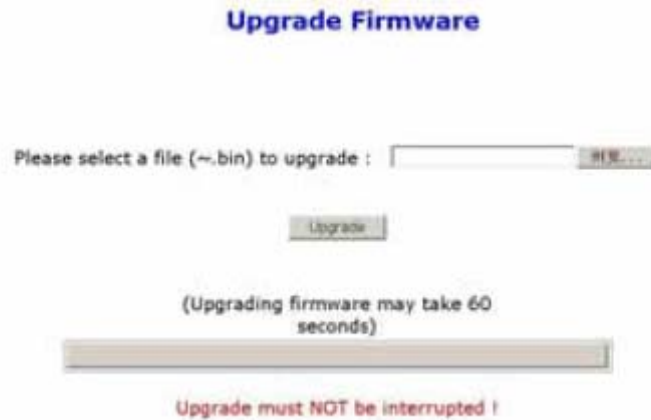 Upgrade Firmware
Please select a file (~.bin) to upgrade :
Upgrade
(Upgrading firmware may take 60
seconds)
Upgrade must NOT be interrupted !